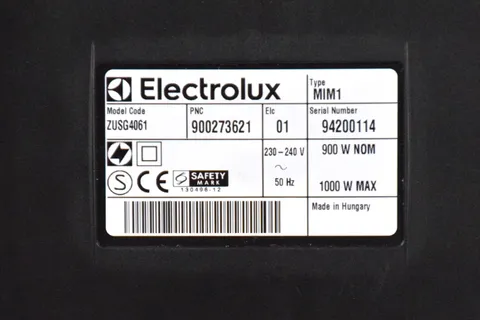 Electrolux
Type
MIM1
Model Code
ZUSG4061
PNC
900273621
Elc
01
Serial Number
94200114
230-240 V
~
50 Hz
900 W NOM
1000 W MAX
S
CE
S
SAFETY
MARK
130496-12
Made in Hungary